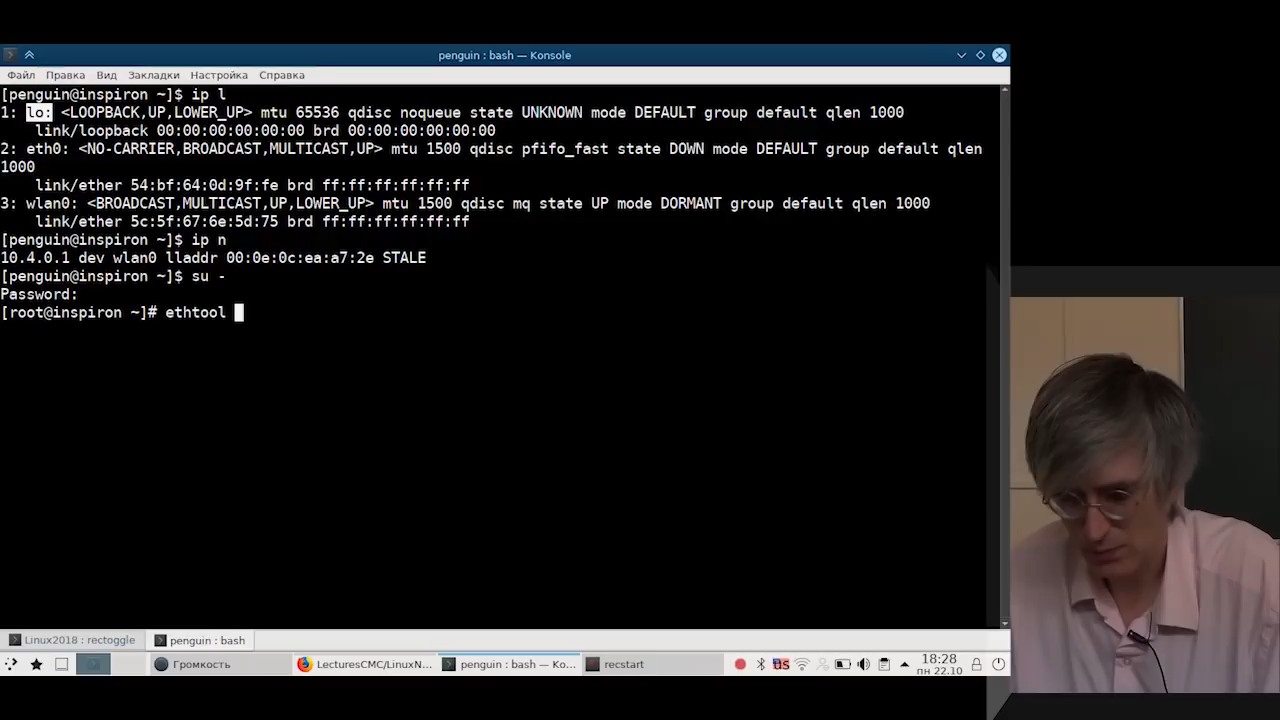 penguin : bash — Konsole
Файл Правка Вид Закладки Настройка Справка
[penguin@inspiron ~]$ ip l
1: lo: <LOOPBACK,UP,LOWER_UP> mtu 65536 qdisc noqueue state UNKNOWN mode DEFAULT group default qlen 1000
link/loopback 00:00:00:00:00:00 brd 00:00:00:00:00:00
2: eth0: <NO-CARRIER,BROADCAST,MULTICAST,UP> mtu 1500 qdisc pfifo_fast state DOWN mode DEFAULT group default qlen
1000
link/ether 54:bf:64:0d:9f:fe brd ff:ff:ff:ff:ff:ff
3: wlan0: <BROADCAST,MULTICAST,UP,LOWER_UP> mtu 1500 qdisc mq state UP mode DORMANT group default qlen 1000
link/ether 5c:5f:67:6e:5d:75 brd ff:ff:ff:ff:ff:ff
[penguin@inspiron ~]$ ip n
10.4.0.1 dev wlan0 lladdr 00:0e:0c:ea:a7:2e STALE
[penguin@inspiron ~]$ su -
Password:
[root@inspiron ~]# ethtool
Linux2018 : rectoggle penguin : bash
Громкость LecturesCMC/LinuxN... penguin : bash — Ko... recstart US 18:28
пн 22.10